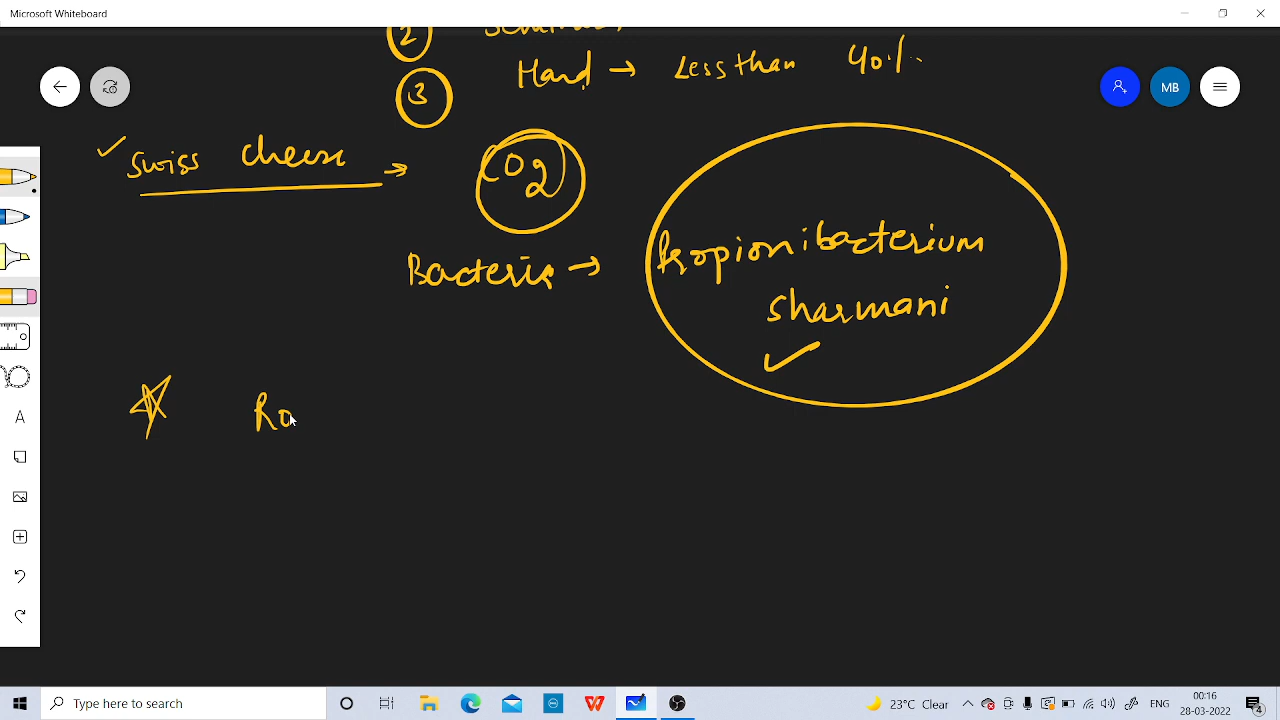 Microsoft Whiteboard
2
Hard → Less than 40%
3
MB
✓ Swiss cheese → CO2
Bacteria → Propionibacterium
Sharmani
✓
Ro
A
Type here to search
23°C Clear
ENG
00:16
28-03-2022
4